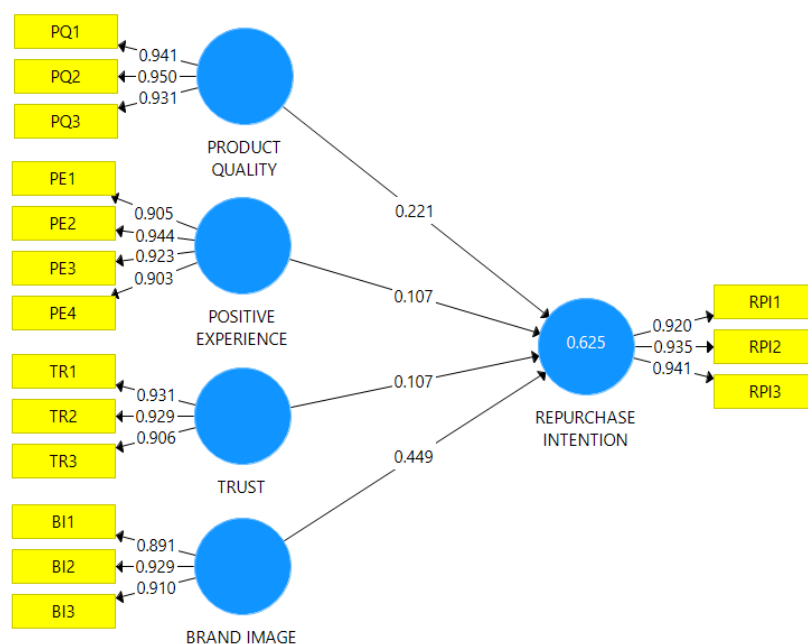 PQ1
0.941
PQ2
0.950
PQ3
0.931
PRODUCT
QUALITY
PE1
0.905
PE2
0.944
PE3
0.923
PE4
0.903
POSITIVE
EXPERIENCE
TR1
0.931
TR2
0.929
TR3
0.906
TRUST
BI1
0.891
BI2
0.929
BI3
0.910
BRAND IMAGE
0.221
0.107
0.107
0.449
0.625
REPURCHASE
INTENTION
0.920
RPI1
0.935
RPI2
0.941
RPI3